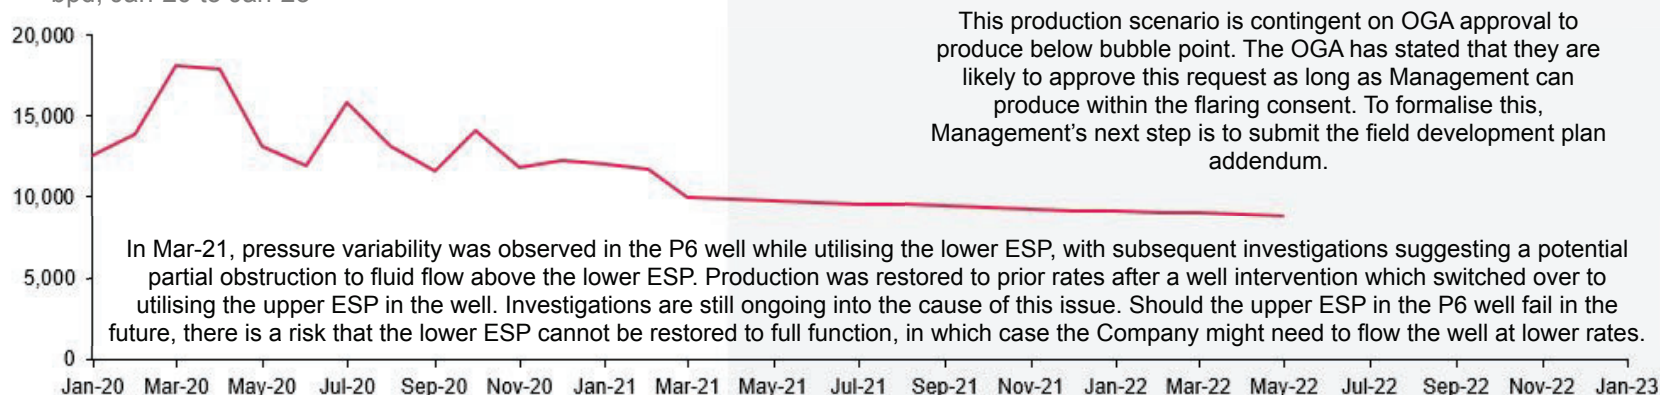 bpd, Jan-20 to Jan-23
20,000
15,000
10,000
5,000
0
This production scenario is contingent on OGA approval to
produce below bubble point. The OGA has stated that they are
likely to approve this request as long as Management can
produce within the flaring consent. To formalise this,
Management’s next step is to submit the field development plan
addendum.
In Mar-21, pressure variability was observed in the P6 well while utilising the lower ESP, with subsequent investigations suggesting a potential
partial obstruction to fluid flow above the lower ESP. Production was restored to prior rates after a well intervention which switched over to
utilising the upper ESP in the well. Investigations are still ongoing into the cause of this issue. Should the upper ESP in the P6 well fail in the
future, there is a risk that the lower ESP cannot be restored to full function, in which case the Company might need to flow the well at lower rates.
Jan-20 Mar-20 May-20 Jul-20 Sep-20 Nov-20 Jan-21 Mar-21 May-21 Jul-21 Sep-21 Nov-21 Jan-22 Mar-22 May-22 Jul-22 Sep-22 Nov-22 Jan-23